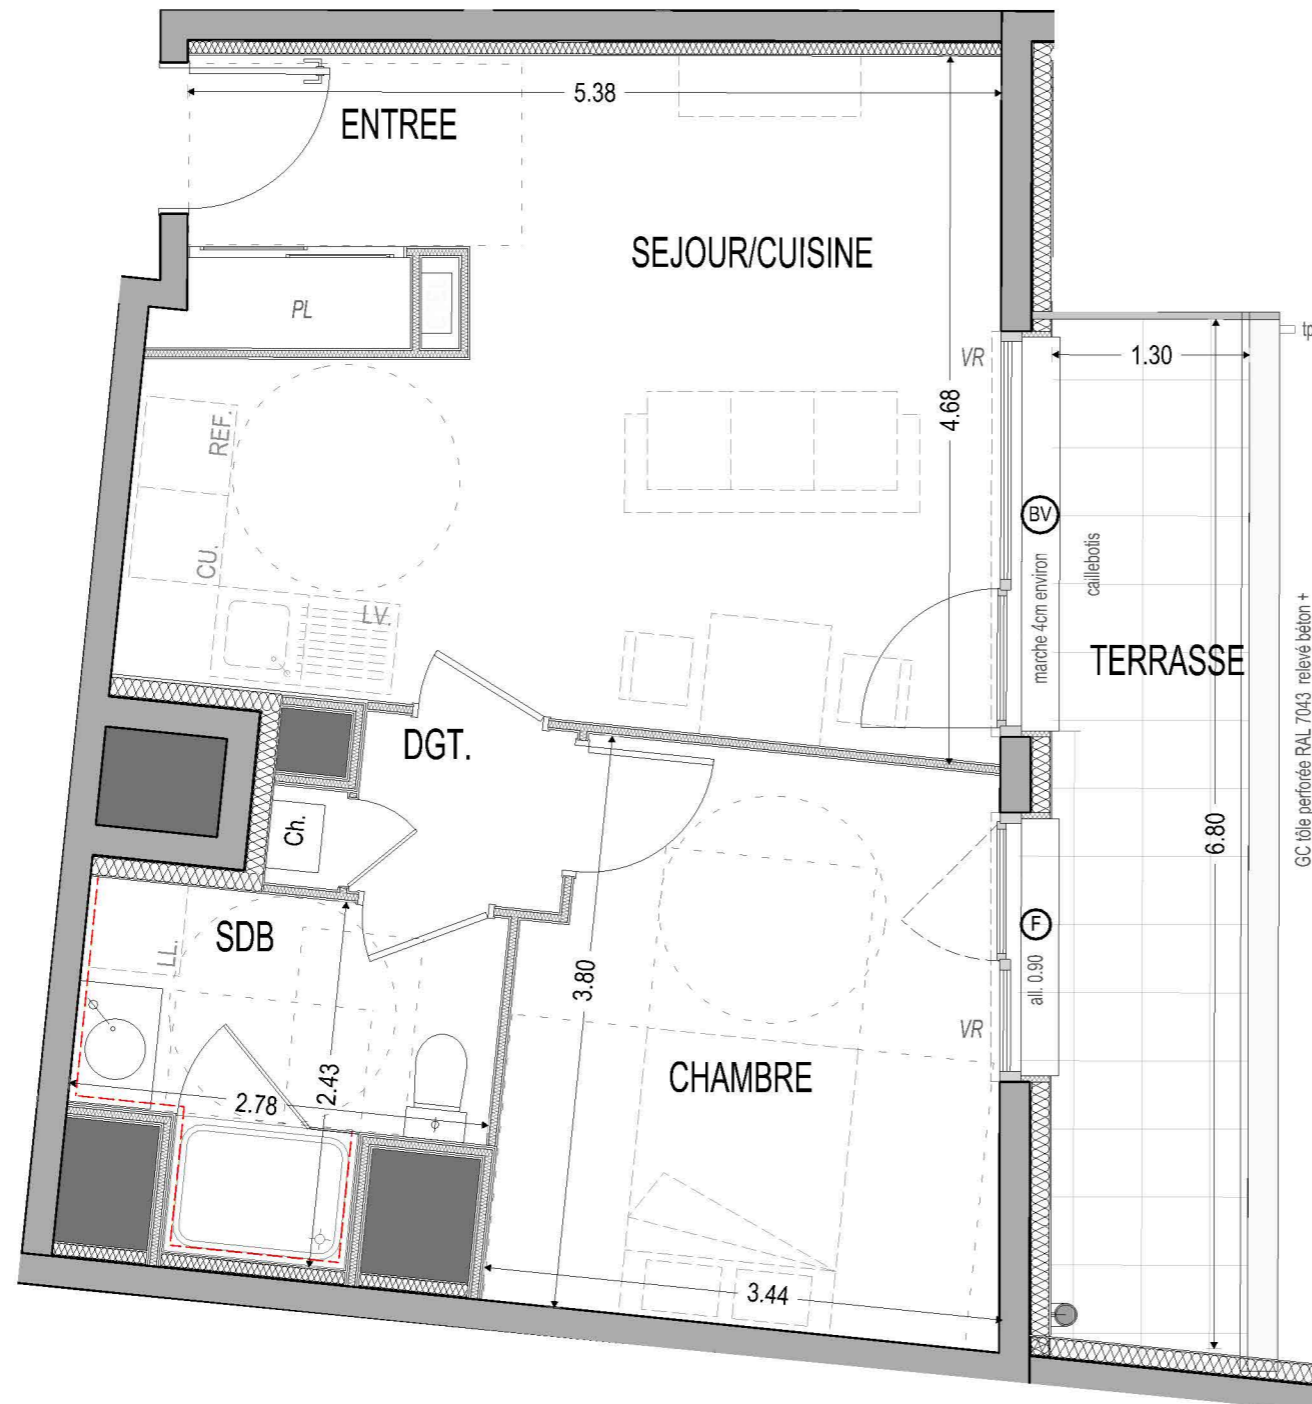 5.38
ENTREE
SEJOUR/CUISINE
PL
VR
1.30
tp
4.68
REF.
CU.
LV.
BV
marche 4cm environ
caillebotis
TERRASSE
GC tôle perforée RAL 7043 relevé béton +
DGT.
Ch.
6.80
SDB
LL.
F
all. 0.90
3.80
VR
2.78
2.43
CHAMBRE
3.44